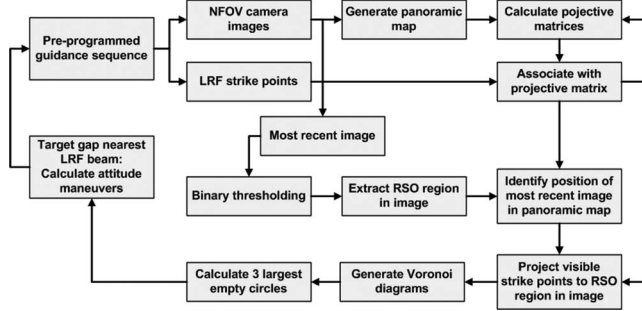 Pre-programmed
guidance sequence
NFOV camera
images
Generate panoramic
map
Calculate pojective
matrices
LRF strike points
Associate with
projective matrix
Most recent image
Target gap nearest
LRF beam:
Calculate attitude
maneuvers
Binary thresholding
Extract RSO region
in image
Identify position of
most recent image
in panoramic map
Calculate 3 largest
empty circles
Generate Voronoi
diagrams
Project visible
strike points to RSO
region in image